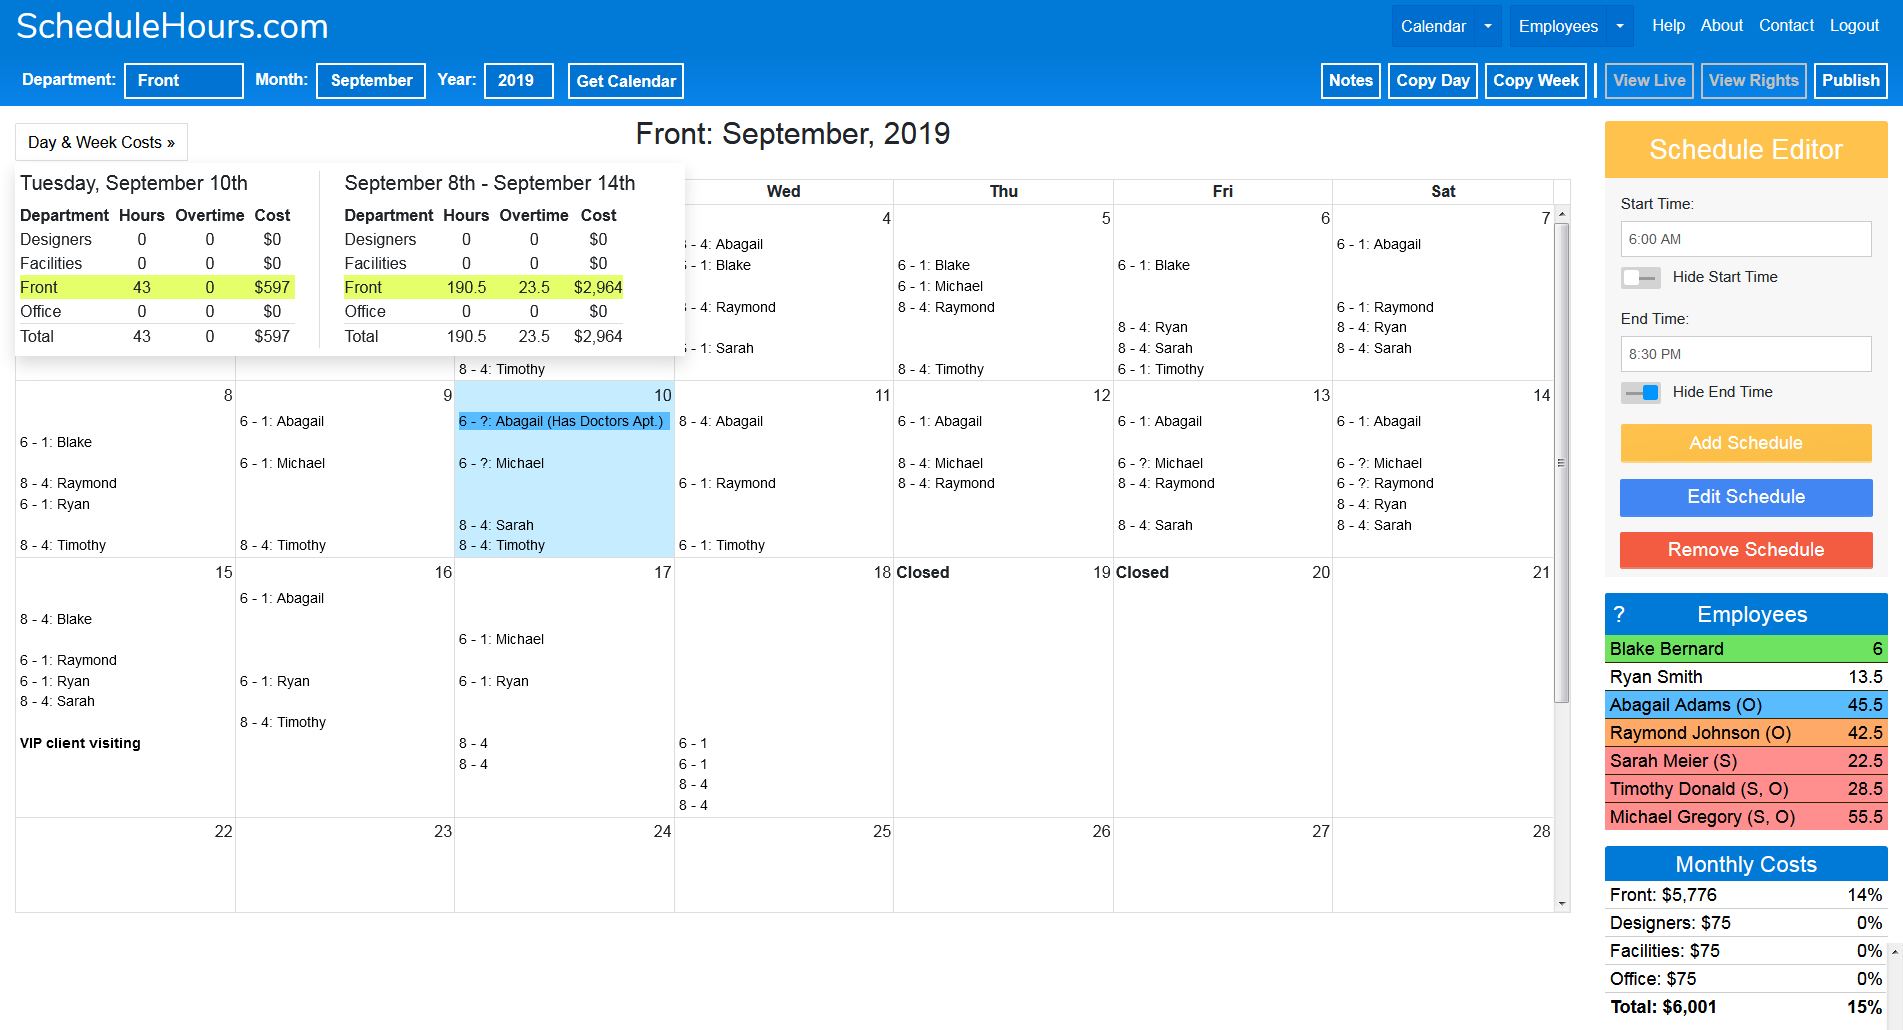 ScheduleHours.com
Calendar Employees Help About Contact Logout
Department: Front Month: September Year: 2019 Get Calendar
Notes Copy Day Copy Week View Live View Rights Publish
Day & Week Costs »
Front: September, 2019
Tuesday, September 10th
Department Hours Overtime Cost
Designers 0 0 $0
Facilities 0 0 $0
Front 43 0 $597
Office 0 0 $0
Total 43 0 $597
September 8th - September 14th
Department Hours Overtime Cost
Designers 0 0 $0
Facilities 0 0 $0
Front 190.5 23.5 $2,964
Office 0 0 $0
Total 190.5 23.5 $2,964
Wed Thu Fri Sat
8 - 4: Timothy
4
- 4: Abagail
- 1: Blake
- 4: Raymond
- 1: Sarah
5
6 - 1: Blake
6 - 1: Michael
8 - 4: Raymond
8 - 4: Timothy
6
6 - 1: Blake
8 - 4: Ryan
8 - 4: Sarah
6 - 1: Timothy
7
6 - 1: Abagail
6 - 1: Raymond
8 - 4: Ryan
8 - 4: Sarah
8
6 - 1: Blake
8 - 4: Raymond
6 - 1: Ryan
8 - 4: Timothy
9
6 - 1: Abagail
6 - 1: Michael
8 - 4: Timothy
10
6 - ?: Abagail (Has Doctors Apt.)
6 - ?: Michael
8 - 4: Sarah
8 - 4: Timothy
11
8 - 4: Abagail
6 - 1: Raymond
6 - 1: Timothy
12
6 - 1: Abagail
8 - 4: Michael
8 - 4: Raymond
13
6 - 1: Abagail
6 - ?: Michael
8 - 4: Raymond
8 - 4: Sarah
14
6 - 1: Abagail
6 - ?: Michael
6 - ?: Raymond
8 - 4: Ryan
8 - 4: Sarah
15
8 - 4: Blake
6 - 1: Raymond
6 - 1: Ryan
8 - 4: Sarah
VIP client visiting
16
6 - 1: Abagail
6 - 1: Ryan
8 - 4: Timothy
17
6 - 1: Michael
6 - 1: Ryan
8 - 4
8 - 4
18
6 - 1
6 - 1
8 - 4
8 - 4
Closed 19
Closed 20
21
22 23 24 25 26 27 28
Schedule Editor
Start Time:
6:00 AM
Hide Start Time
End Time:
8:30 PM
Hide End Time
Add Schedule
Edit Schedule
Remove Schedule
? Employees
Blake Bernard 6
Ryan Smith 13.5
Abagail Adams (O) 45.5
Raymond Johnson (O) 42.5
Sarah Meier (S) 22.5
Timothy Donald (S, O) 28.5
Michael Gregory (S, O) 55.5
Monthly Costs
Front: $5,776 14%
Designers: $75 0%
Facilities: $75 0%
Office: $75 0%
Total: $6,001 15%